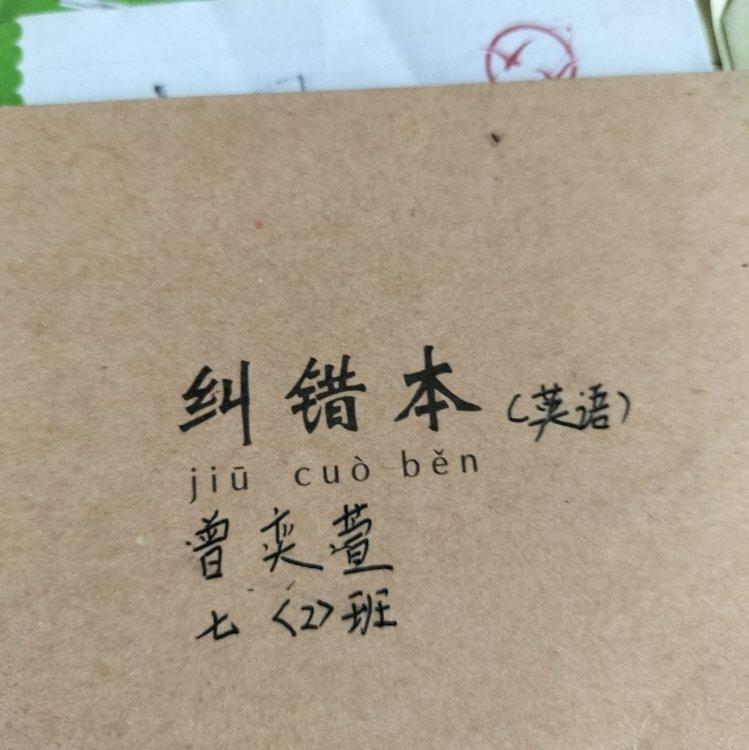 纠错本(英语)
jiū cuò běn
曾奕萱
七〈2〉班